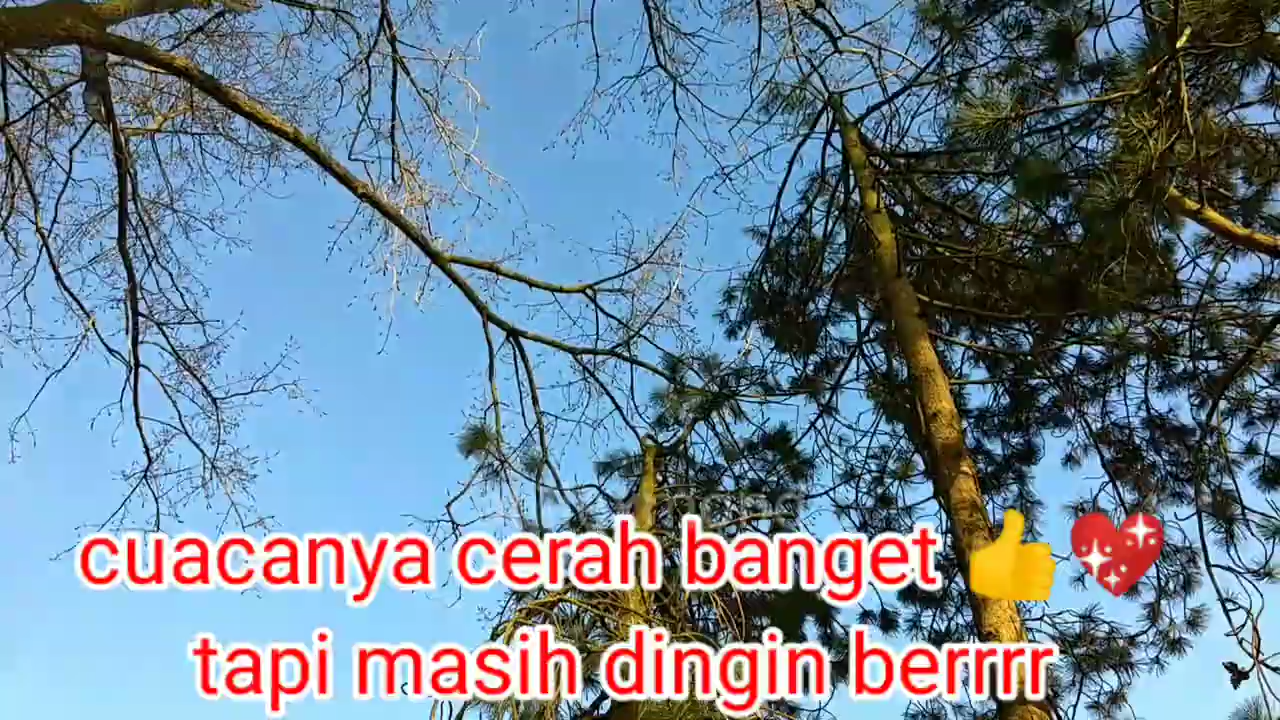 cuacanya cerah banget 👍💖
tapi masih dingin berrrr